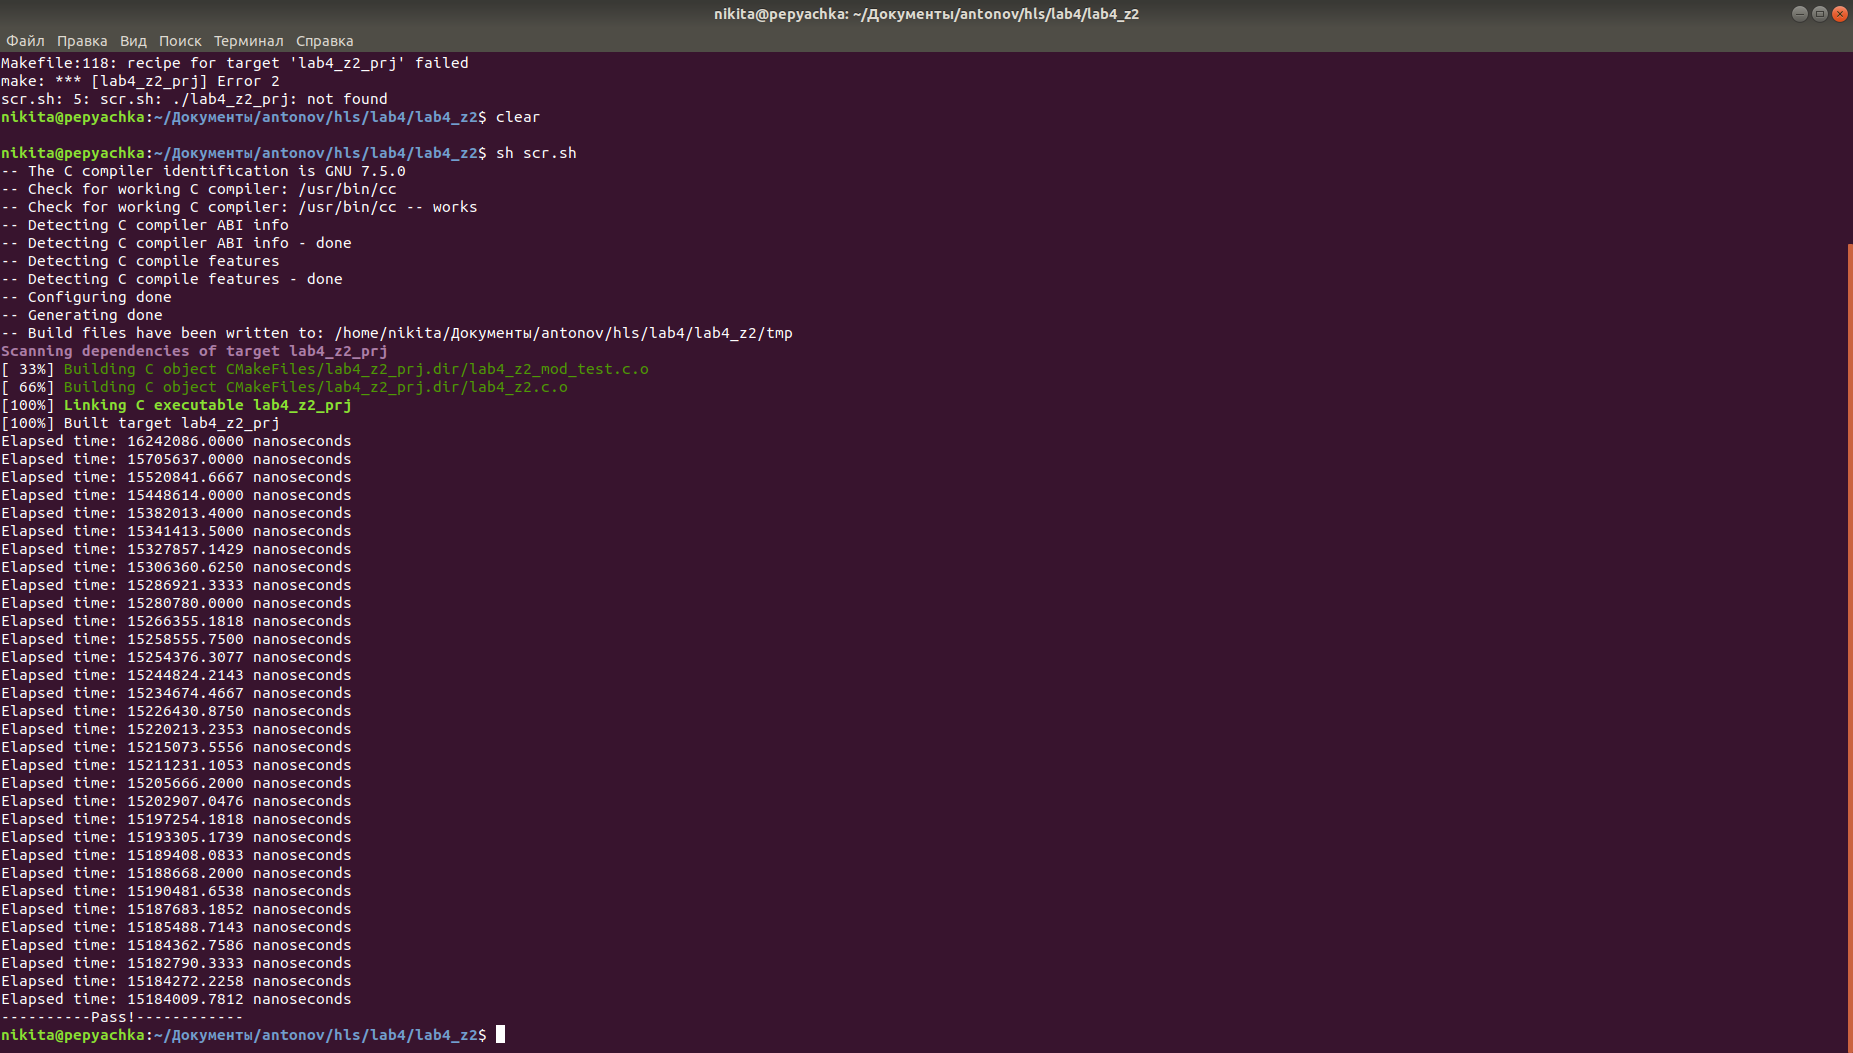 nikita@pepyachka: ~/Документы/antonov/hls/lab4/lab4_z2
Файл Правка Вид Поиск Терминал Справка
Makefile:118: recipe for target 'lab4_z2_prj' failed
make: *** [lab4_z2_prj] Error 2
scr.sh: 5: scr.sh: ./lab4_z2_prj: not found
nikita@pepyachka:~/Документы/antonov/hls/lab4/lab4_z2$ clear
nikita@pepyachka:~/Документы/antonov/hls/lab4/lab4_z2$ sh scr.sh
-- The C compiler identification is GNU 7.5.0
-- Check for working C compiler: /usr/bin/cc
-- Check for working C compiler: /usr/bin/cc -- works
-- Detecting C compiler ABI info
-- Detecting C compiler ABI info - done
-- Detecting C compile features
-- Detecting C compile features - done
-- Configuring done
-- Generating done
-- Build files have been written to: /home/nikita/Документы/antonov/hls/lab4/lab4_z2/tmp
Scanning dependencies of target lab4_z2_prj
[ 33%] Building C object CMakeFiles/lab4_z2_prj.dir/lab4_z2_mod_test.c.o
[ 66%] Building C object CMakeFiles/lab4_z2_prj.dir/lab4_z2.c.o
[100%] Linking C executable lab4_z2_prj
[100%] Built target lab4_z2_prj
Elapsed time: 16242086.0000 nanoseconds
Elapsed time: 15705637.0000 nanoseconds
Elapsed time: 15520841.6667 nanoseconds
Elapsed time: 15448614.0000 nanoseconds
Elapsed time: 15382013.4000 nanoseconds
Elapsed time: 15341413.5000 nanoseconds
Elapsed time: 15327857.1429 nanoseconds
Elapsed time: 15306360.6250 nanoseconds
Elapsed time: 15286921.3333 nanoseconds
Elapsed time: 15280780.0000 nanoseconds
Elapsed time: 15266355.1818 nanoseconds
Elapsed time: 15258555.7500 nanoseconds
Elapsed time: 15254376.3077 nanoseconds
Elapsed time: 15244824.2143 nanoseconds
Elapsed time: 15234674.4667 nanoseconds
Elapsed time: 15226430.8750 nanoseconds
Elapsed time: 15220213.2353 nanoseconds
Elapsed time: 15215073.5556 nanoseconds
Elapsed time: 15211231.1053 nanoseconds
Elapsed time: 15205666.2000 nanoseconds
Elapsed time: 15202907.0476 nanoseconds
Elapsed time: 15197254.1818 nanoseconds
Elapsed time: 15193305.1739 nanoseconds
Elapsed time: 15189408.0833 nanoseconds
Elapsed time: 15188668.2000 nanoseconds
Elapsed time: 15190481.6538 nanoseconds
Elapsed time: 15187683.1852 nanoseconds
Elapsed time: 15185488.7143 nanoseconds
Elapsed time: 15184362.7586 nanoseconds
Elapsed time: 15182790.3333 nanoseconds
Elapsed time: 15184272.2258 nanoseconds
Elapsed time: 15184009.7812 nanoseconds
----------Pass!------------
nikita@pepyachka:~/Документы/antonov/hls/lab4/lab4_z2$